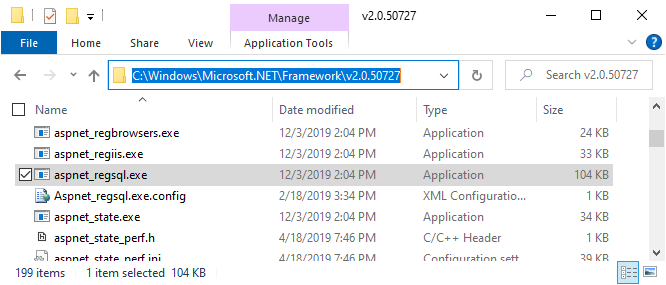 Manage
v2.0.50727
File
Home
Share
View
Application Tools
C:\Windows\Microsoft.NET\Framework\v2.0.50727
Search v2.0.50727
Name Date modified Type Size
aspnet_regbrowsers.exe 12/3/2019 2:04 PM Application 24 KB
aspnet_regiis.exe 12/3/2019 2:04 PM Application 33 KB
aspnet_regsql.exe 12/3/2019 2:04 PM Application 104 KB
Aspnet_regsql.exe.config 2/18/2019 3:34 PM XML Configuratio... 1 KB
aspnet_state.exe 12/3/2019 2:04 PM Application 34 KB
aspnet_state_perf.h 4/18/2019 7:46 PM C/C++ Header 1 KB
aspnet_state_perf.ini 4/18/2019 7:46 PM Configuration sett... 39 KB
199 items 1 item selected 104 KB